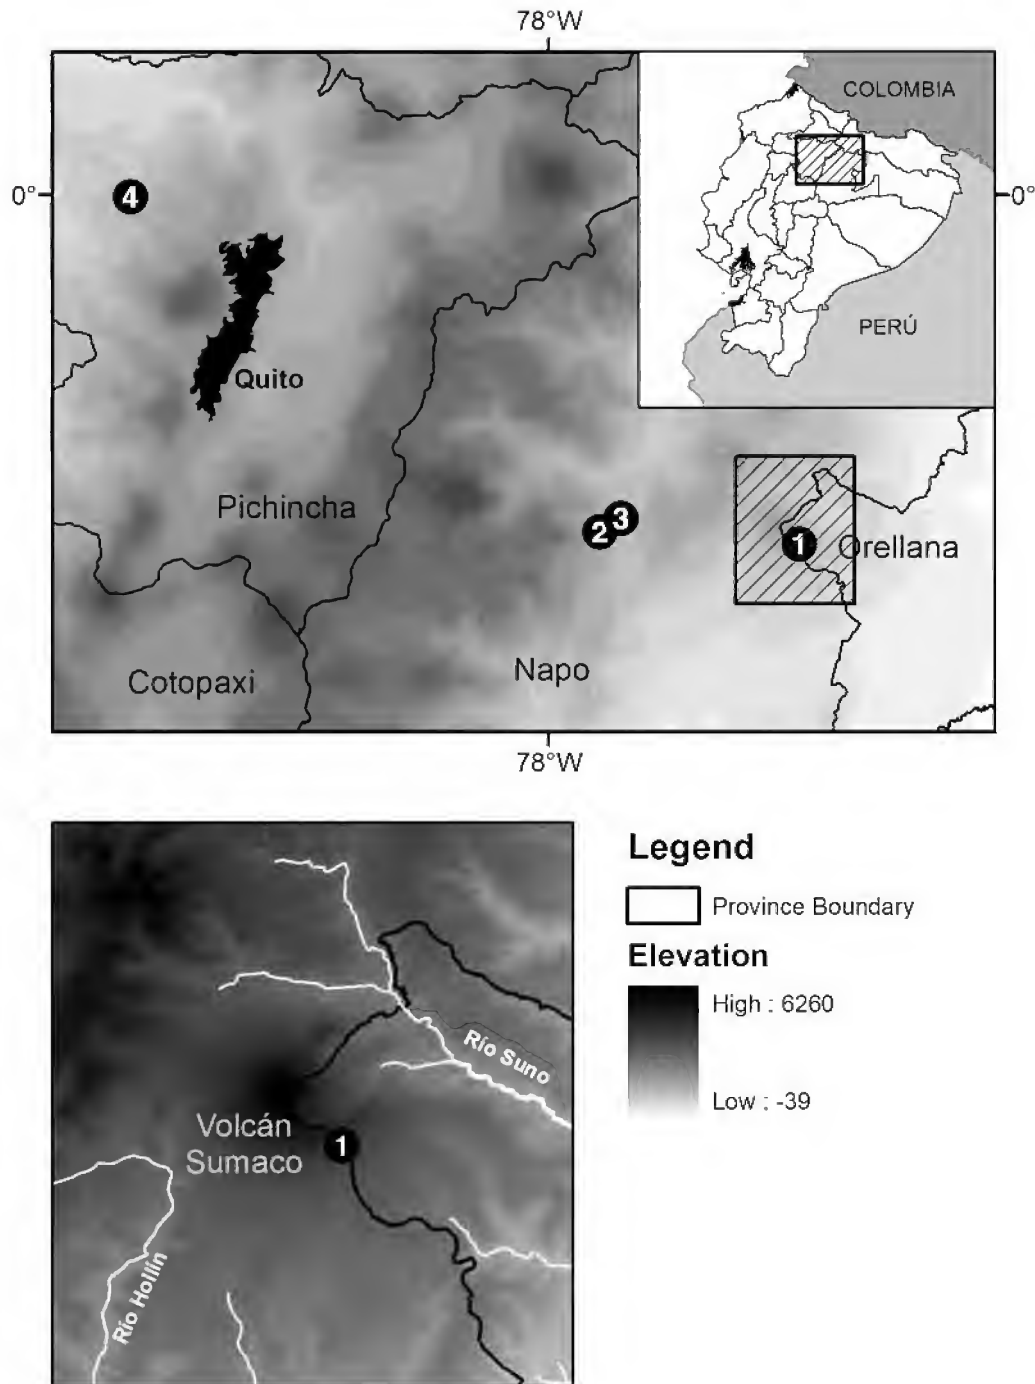 78°W
COLOMBIA
0°
4
0°
PERÚ
Quito
Pichincha
3
2
1
Orellana
Napo
Cotopaxi
78°W
Legend
Province Boundary
Elevation
High : 6260
Low : -39
Río Suno
Volcán
Sumaco
1
Río Hollín